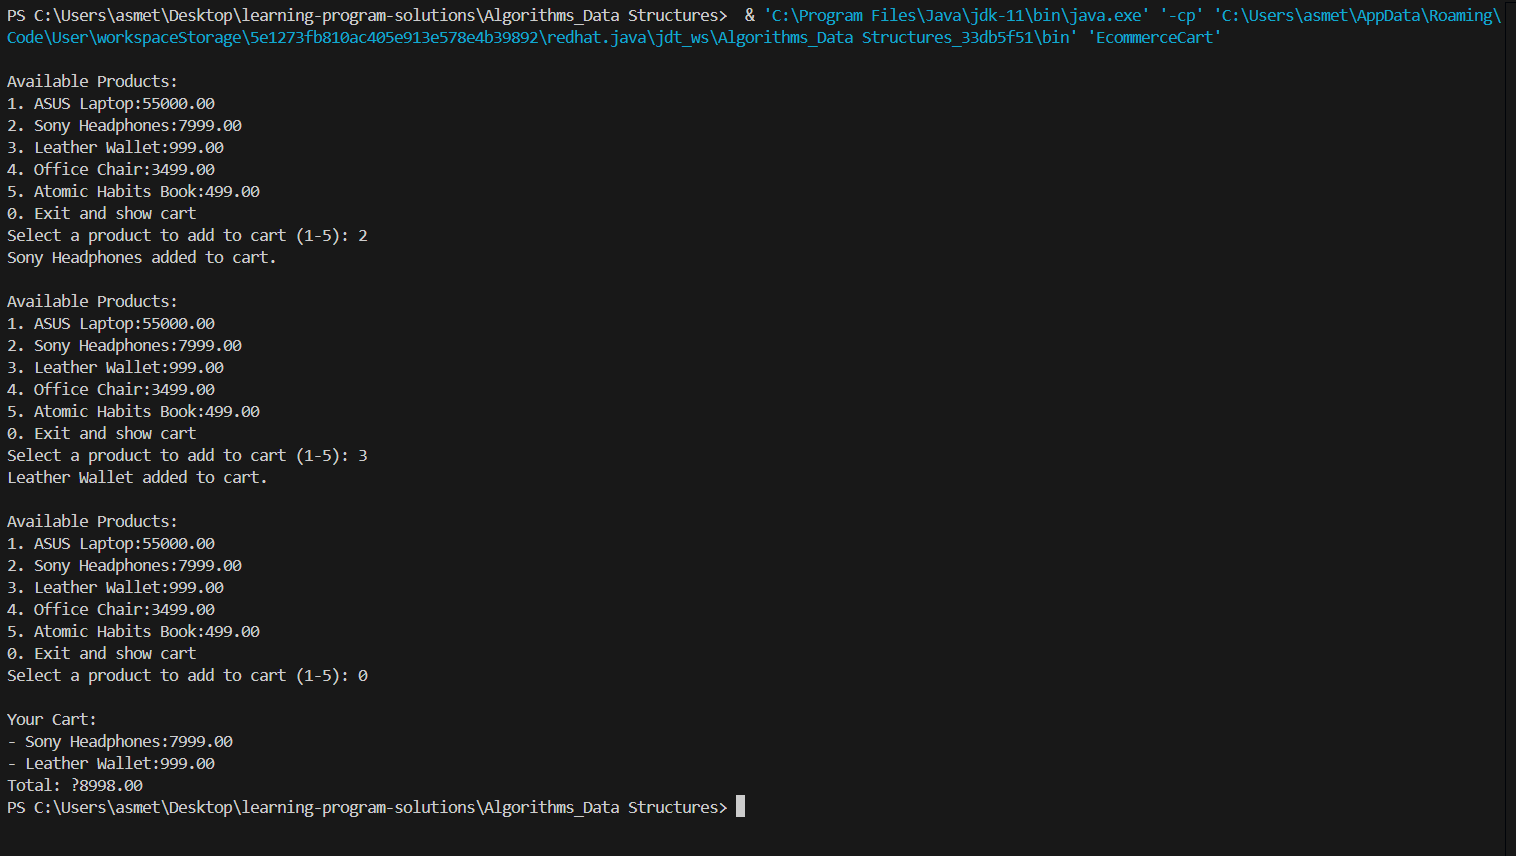 PS C:\Users\asmet\Desktop\learning-program-solutions\Algorithms_Data Structures>  & 'C:\Program Files\Java\jdk-11\bin\java.exe' '-cp' 'C:\Users\asmet\AppData\Roaming\
Code\User\workspaceStorage\5e1273fb810ac405e913e578e4b39892\redhat.java\jdt_ws\Algorithms_Data Structures_33db5f51\bin' 'EcommerceCart'
Available Products:
1. ASUS Laptop:55000.00
2. Sony Headphones:7999.00
3. Leather Wallet:999.00
4. Office Chair:3499.00
5. Atomic Habits Book:499.00
0. Exit and show cart
Select a product to add to cart (1-5): 2
Sony Headphones added to cart.
Available Products:
1. ASUS Laptop:55000.00
2. Sony Headphones:7999.00
3. Leather Wallet:999.00
4. Office Chair:3499.00
5. Atomic Habits Book:499.00
0. Exit and show cart
Select a product to add to cart (1-5): 3
Leather Wallet added to cart.
Available Products:
1. ASUS Laptop:55000.00
2. Sony Headphones:7999.00
3. Leather Wallet:999.00
4. Office Chair:3499.00
5. Atomic Habits Book:499.00
0. Exit and show cart
Select a product to add to cart (1-5): 0
Your Cart:
- Sony Headphones:7999.00
- Leather Wallet:999.00
Total: ?8998.00
PS C:\Users\asmet\Desktop\learning-program-solutions\Algorithms_Data Structures>